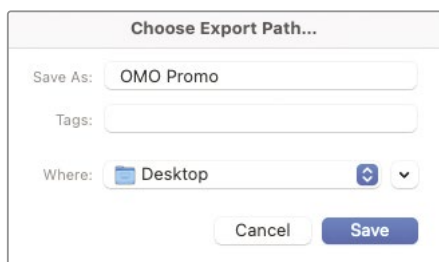 Choose Export Path...
Save As: OMO Promo
Tags:
Where: Desktop
Cancel Save